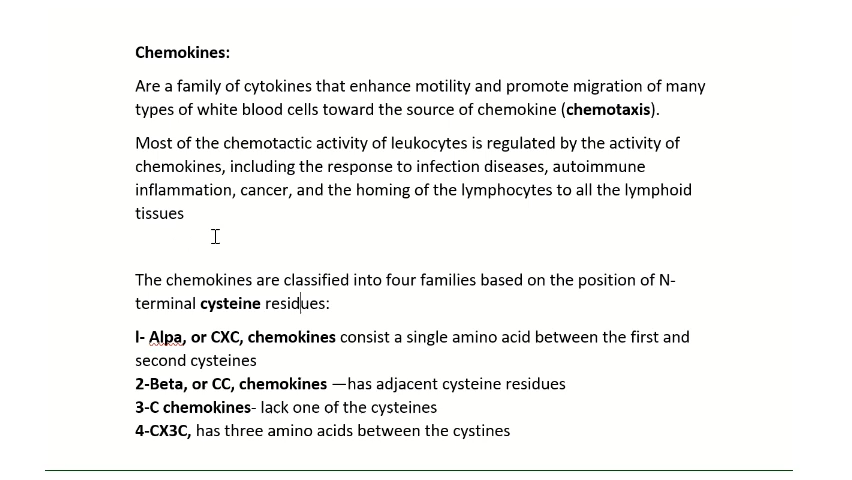 Chemokines:
Are a family of cytokines that enhance motility and promote migration of many
types of white blood cells toward the source of chemokine (chemotaxis).
Most of the chemotactic activity of leukocytes is regulated by the activity of
chemokines, including the response to infection diseases, autoimmune
inflammation, cancer, and the homing of the lymphocytes to all the lymphoid
tissues
The chemokines are classified into four families based on the position of N-
terminal cysteine residues:
l- Alpa, or CXC, chemokines consist a single amino acid between the first and
second cysteines
2-Beta, or CC, chemokines —has adjacent cysteine residues
3-C chemokines- lack one of the cysteines
4-CX3C, has three amino acids between the cystines